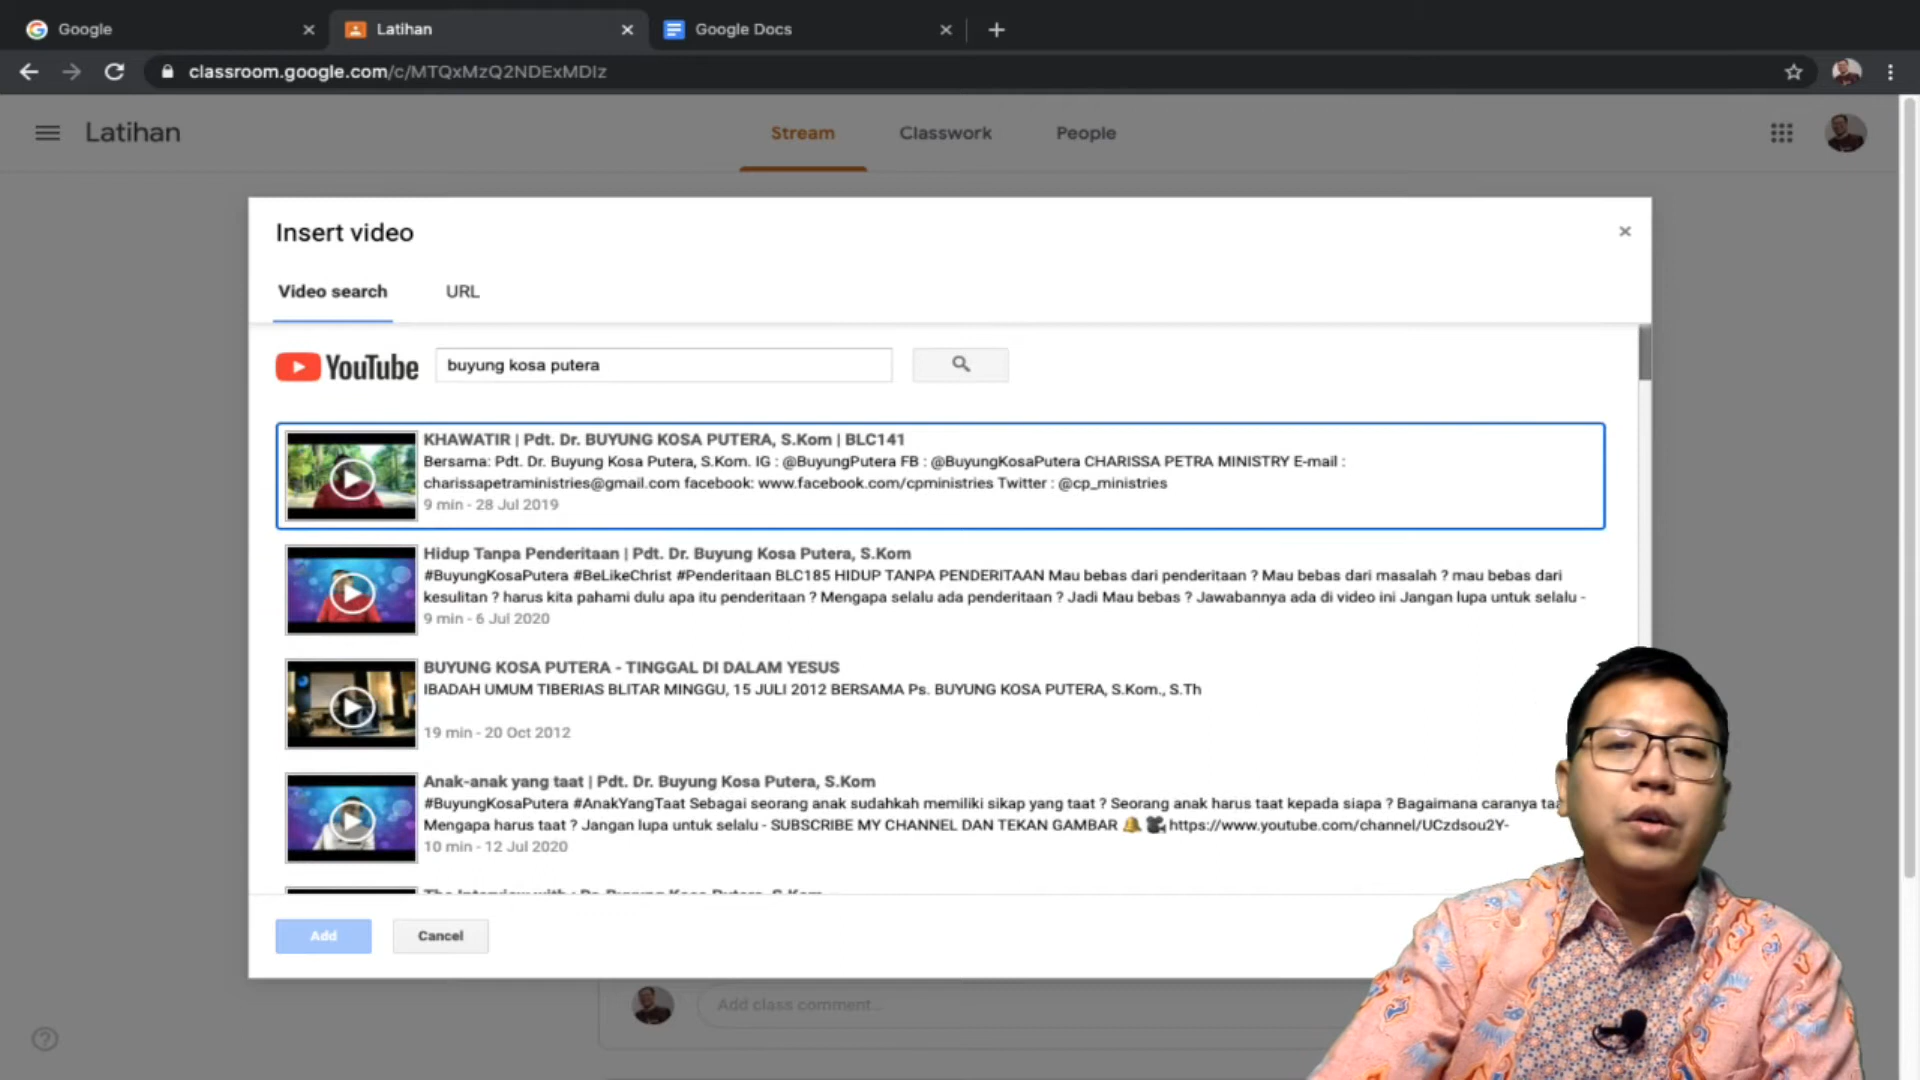 Google
Latihan
Google Docs
classroom.google.com/c/MTQxMzQ2NDExMDIz
Latihan
Stream
Classwork
People
Insert video
Video search
URL
YouTube
buyung kosa putera
KHAWATIR | Pdt. Dr. BUYUNG KOSA PUTERA, S.Kom | BLC141
Bersama: Pdt. Dr. Buyung Kosa Putera, S.Kom. IG : @BuyungPutera FB : @BuyungKosaPutera CHARISSA PETRA MINISTRY E-mail :
charissapetraministries@gmail.com facebook: www.facebook.com/cpministries Twitter : @cp_ministries
9 min - 28 Jul 2019
Hidup Tanpa Penderitaan | Pdt. Dr. Buyung Kosa Putera, S.Kom
#BuyungKosaPutera #BeLikeChrist #Penderitaan BLC185 HIDUP TANPA PENDERITAAN Mau bebas dari penderitaan ? Mau bebas dari masalah ? mau bebas dari
kesulitan ? harus kita pahami dulu apa itu penderitaan ? Mengapa selalu ada penderitaan ? Jadi Mau bebas ? Jawabannya ada di video ini Jangan lupa untuk selalu -
9 min - 6 Jul 2020
BUYUNG KOSA PUTERA - TINGGAL DI DALAM YESUS
IBADAH UMUM TIBERIAS BLITAR MINGGU, 15 JULI 2012 BERSAMA Ps. BUYUNG KOSA PUTERA, S.Kom., S.Th
19 min - 20 Oct 2012
Anak-anak yang taat | Pdt. Dr. Buyung Kosa Putera, S.Kom
#BuyungKosaPutera #AnakYangTaat Sebagai seorang anak sudahkah memiliki sikap yang taat ? Seorang anak harus taat kepada siapa ? Bagaimana caranya taa
Mengapa harus taat ? Jangan lupa untuk selalu - SUBSCRIBE MY CHANNEL DAN TEKAN GAMBAR 🔔 🎥 https://www.youtube.com/channel/UCzdsou2Y-
10 min - 12 Jul 2020
The Interview with : Dr. Buyung Kosa Putera, S.Kom
Add
Cancel
Add class comment...